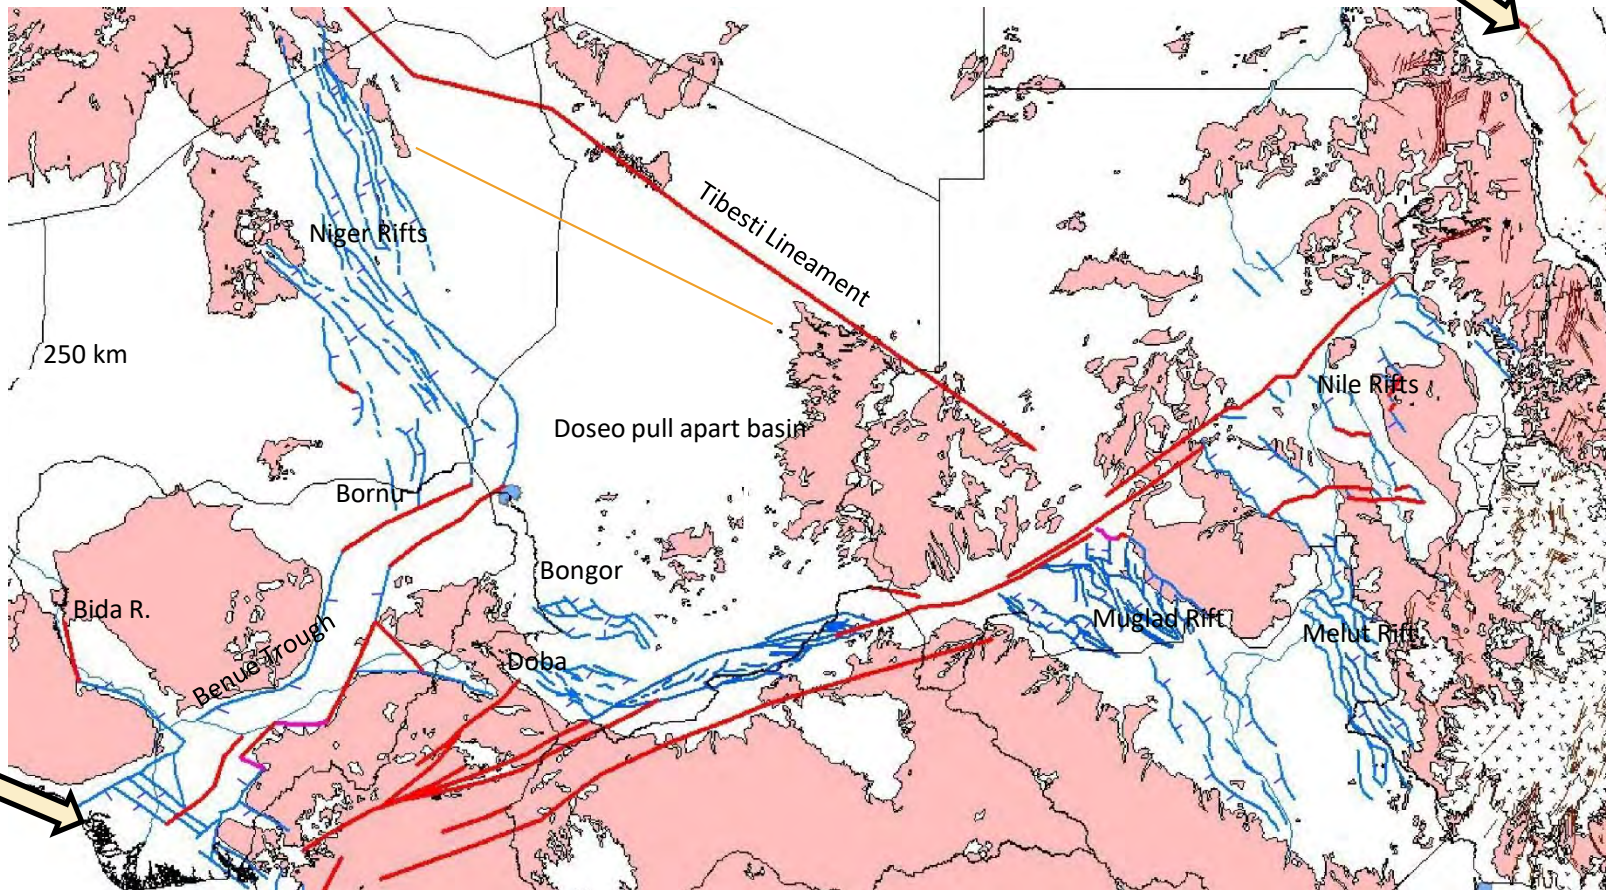 Tibesti Lineament
Niger Rifts
250 km
Nile Rifts
Doseo pull apart basin
Bornu
Bongor
Bida R.
Muglad Rift
Melut Rift
Benue Trough
Doba